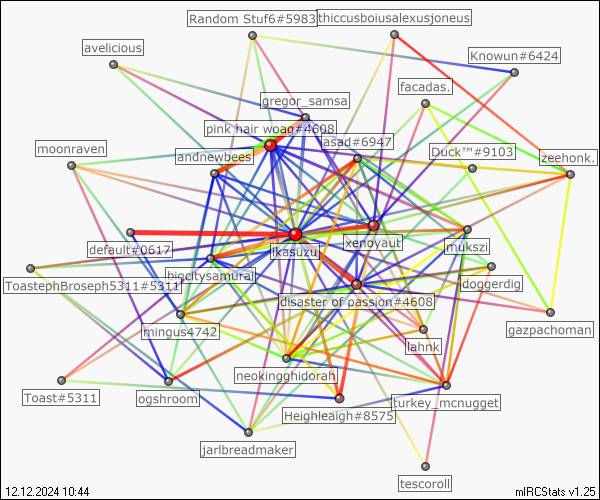 Random Stuf6#5983
thiccusboiusalexusjoneus
avelicious
Knowun#6424
facadas.
gregor_samsa
pink hair woag#4608
asad#6947
moonraven
andnewbees
Duck™#9103
zeehonk.
default#0617
ikasuzu
xenoyaut
mukszi
biocitysamurai
ToastephBroseph5311#5311
doggerdig
disaster of passion#4608
mingus4742
gazpachoman
lahnk
neokingghidorah
Toast#5311
ogshroom
turkey_mcnugget
Heighleaigh#8575
jarlbreadmaker
tescoroll
12.12.2024 10:44
mIRCStats v1.25